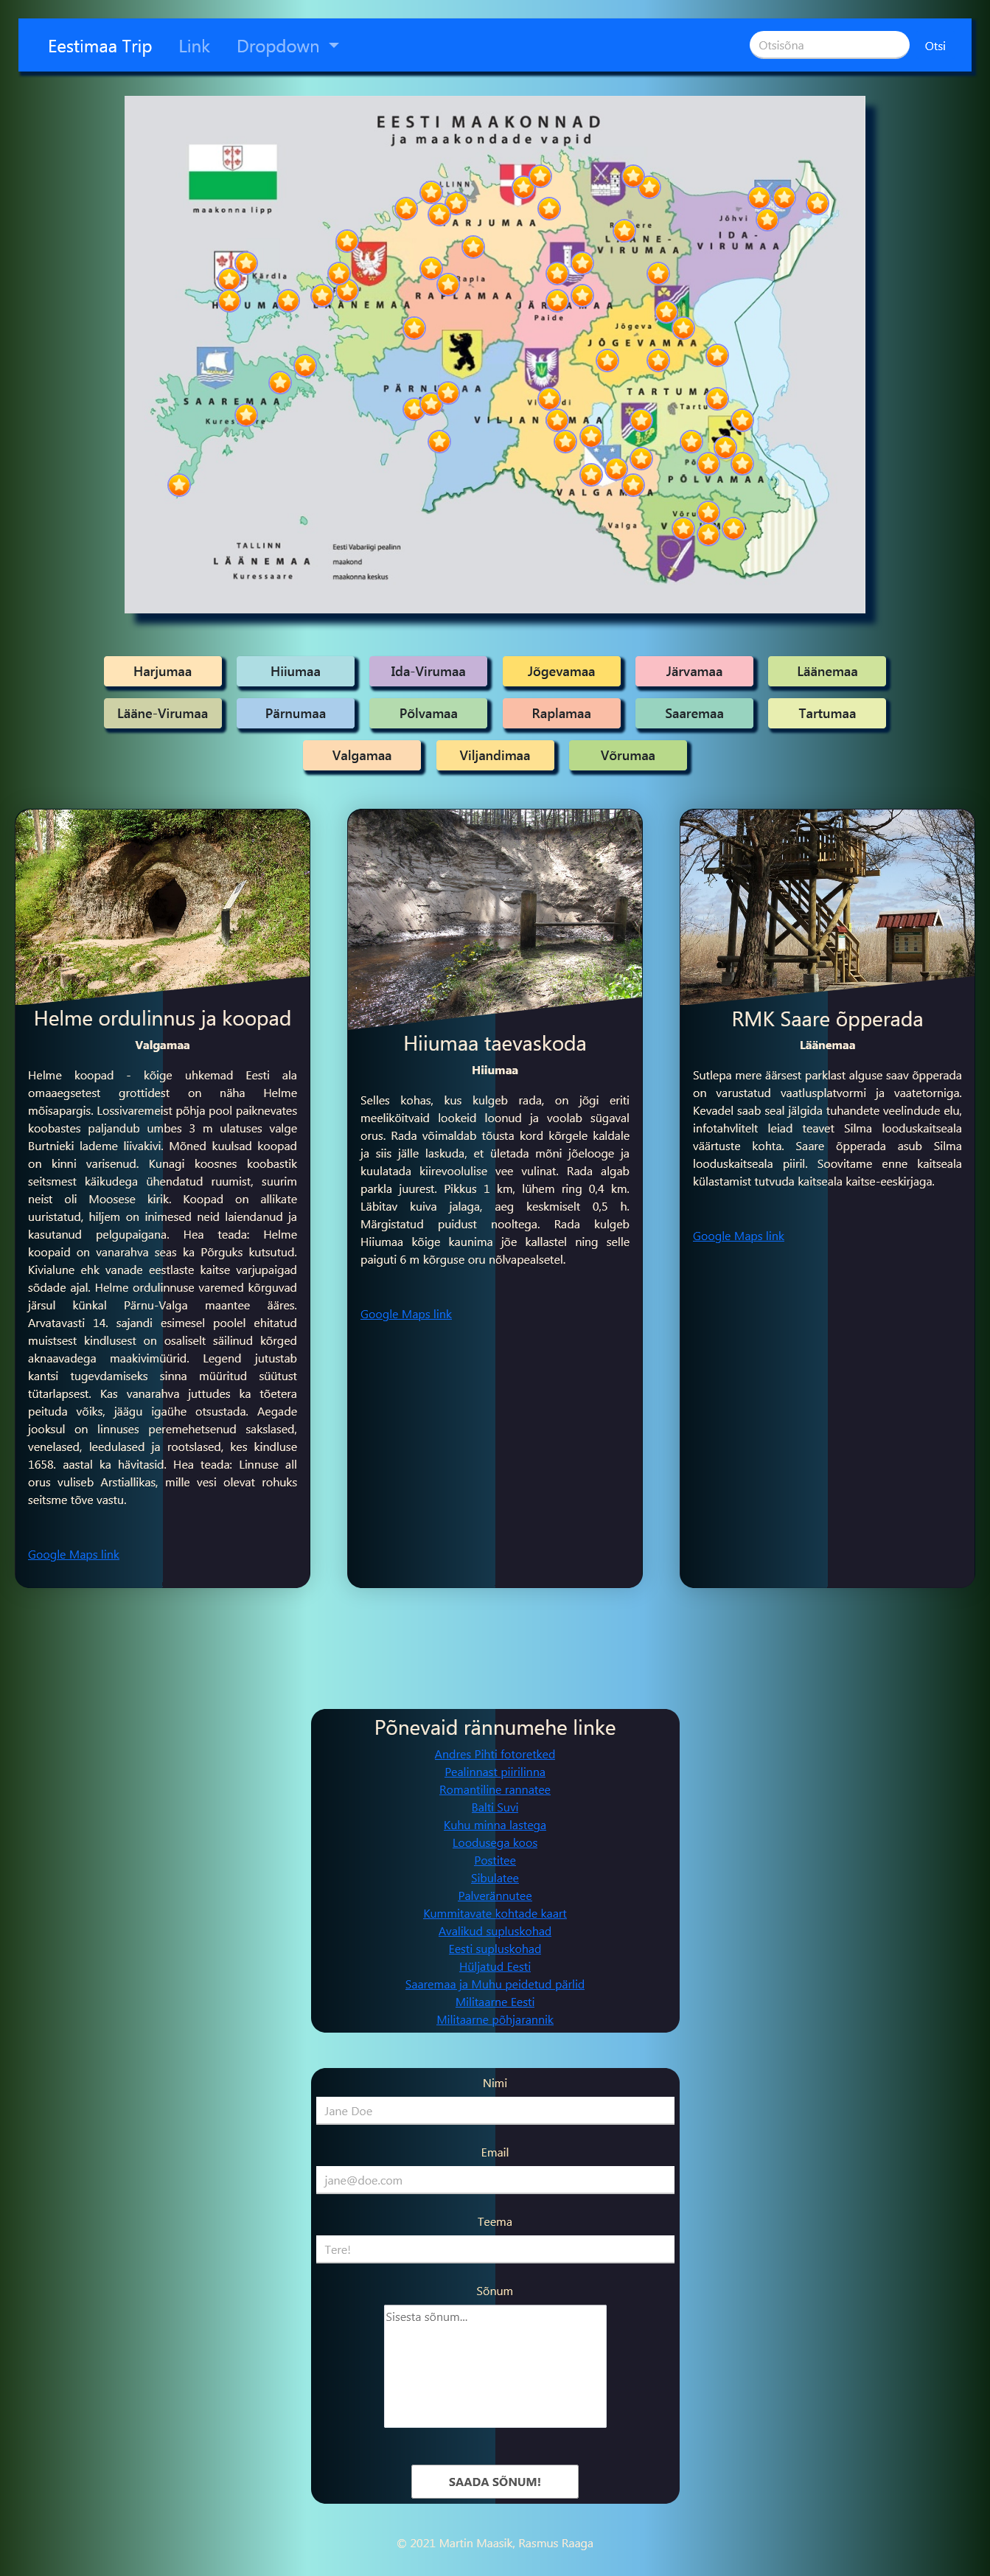 Eestimaa Trip Link Dropdown Otsisõna Otsi
EESTI MAAKONNAD
ja maakondade vapid
maakonna lipp
Jõhvi
IDA-
VIRUMAA
VIRUMAA
Kärdla
Paide
Jõgeva
JÕGEVAMAA
SAAREMAA
TARTUMA
PÕLVAMAA
Valga
TALLINN Eesti Vabariigi pealinn
LÄÄNEMAA maakond
Kuressaare maakonna keskus
Harjumaa Hiiumaa Ida-Virumaa Jõgevamaa Järvamaa Läänemaa
Lääne-Virumaa Pärnumaa Põlvamaa Raplamaa Saaremaa Tartumaa
Valgamaa Viljandimaa Võrumaa
Helme ordulinnus ja koopad
Valgamaa
Helme koopad - kõige uhkemad Eesti ala
omaaegsetest grottidest on näha Helme
mõisapargis. Lossivaremeist põhja pool paiknevates
koobastes paljandub umbes 3 m ulatuses valge
Burtnieki lademe liivakivi. Mõned kuulsad koopad
on kinni varisenud. Kunagi koosnes koobastik
seitsmest käikudega ühendatud ruumist, suurim
neist oli Moosese kirik. Koopad on allikate
uuristatud, hiljem on inimesed neid laiendanud ja
kasutanud pelgupaigana. Hea teada: Helme
koopaid on vanarahva seas ka Põrguks kutsutud.
Kivialune ehk vanade eestlaste kaitse varjupaigad
sõdade ajal. Helme ordulinnuse varemed kõrguvad
järsul künkal Pärnu-Valga maantee ääres.
Arvatavasti 14. sajandi esimesel poolel ehitatud
muistsest kindlusest on osaliselt säilinud kõrged
aknaavadega maakivimüürid. Legend jutustab
kantsi tugevdamiseks sinna müüritud süütust
tütarlapsest. Kas vanarahva juttudes ka tõetera
peituda võiks, jäägu igaühe otsustada. Aegade
jooksul on linnuses peremehetsenud sakslased,
venelased, leedulased ja rootslased, kes kindluse
1658. aastal ka hävitasid. Hea teada: Linnuse all
orus vuliseb Arstiallikas, mille vesi olevat rohuks
seitsme tõve vastu.
Google Maps link
Hiiumaa taevaskoda
Hiiumaa
Selles kohas, kus kulgeb rada, on jõgi eriti
meeliköitvaid lookeid loonud ja voolab sügaval
orus. Rada võimaldab tõusta kord kõrgele kaldale
ja siis jälle laskuda, et ületada mõni jõelooge ja
kuulatada kiirevoolulise vee vulinat. Rada algab
parkla juurest. Pikkus 1 km, lühem ring 0,4 km.
Läbitav kuiva jalaga, aeg keskmiselt 0,5 h.
Märgistatud puidust nooltega. Rada kulgeb
Hiiumaa kõige kaunima jõe kallastel ning selle
paiguti 6 m kõrguse oru nõlvapealsetel.
Google Maps link
RMK Saare õpperada
Läänemaa
Sutlepa mere äärsest parklast alguse saav õpperada
on varustatud vaatlusplatvormi ja vaatetorniga.
Kevadel saab seal jälgida tuhandete veelindude elu,
infotahvlitelt leiad teavet Silma looduskaitseala
väärtuste kohta. Saare õpperada asub Silma
looduskaitseala piiril. Soovitame enne kaitseala
külastamist tutvuda kaitseala kaitse-eeskirjaga.
Google Maps link
Põnevaid rännumehe linke
Andres Pihti fotoretked
Pealinnast piirilinna
Romantiline rannatee
Balti Suvi
Kuhu minna lastega
Loodusega koos
Postitee
Sibulatee
Palverännutee
Kummitavate kohtade kaart
Avalikud supluskohad
Eesti supluskohad
Hüljatud Eesti
Saaremaa ja Muhu peidetud pärlid
Militaarne Eesti
Militaarne põhjarannik
Nimi
Jane Doe
Email
jane@doe.com
Teema
Tere!
Sõnum
Sisesta sõnum...
SAADA SÕNUM!
© 2021 Martin Maasik, Rasmus Raaga